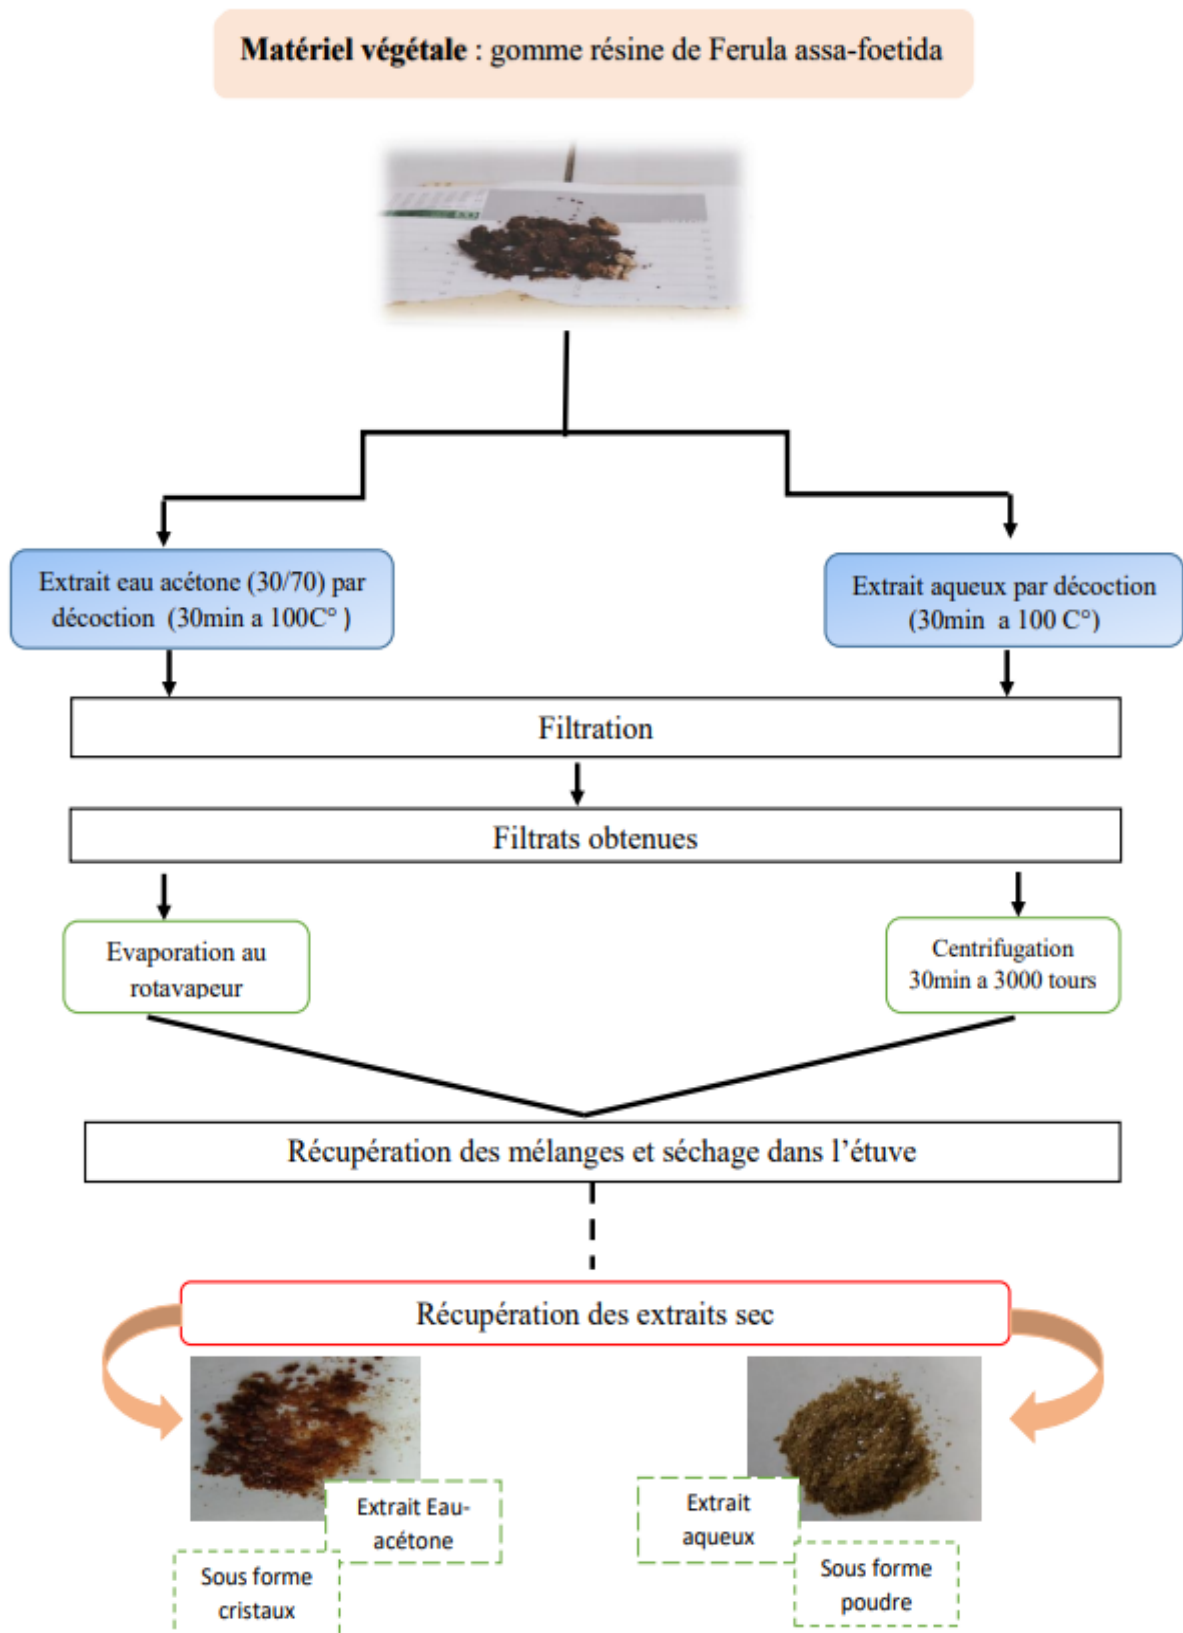 Matériel végétale : gomme résine de Ferula assa-foetida
Extrait eau acétone (30/70) par
décoction (30min a 100C° )
Extrait aqueux par décoction
(30min a 100 C°)
Filtration
Filtrats obtenues
Evaporation au
rotavapeur
Centrifugation
30min a 3000 tours
Récupération des mélanges et séchage dans l’étuve
Récupération des extraits sec
Extrait Eau-
acétone
Sous forme
cristaux
Extrait
aqueux
Sous forme
poudre